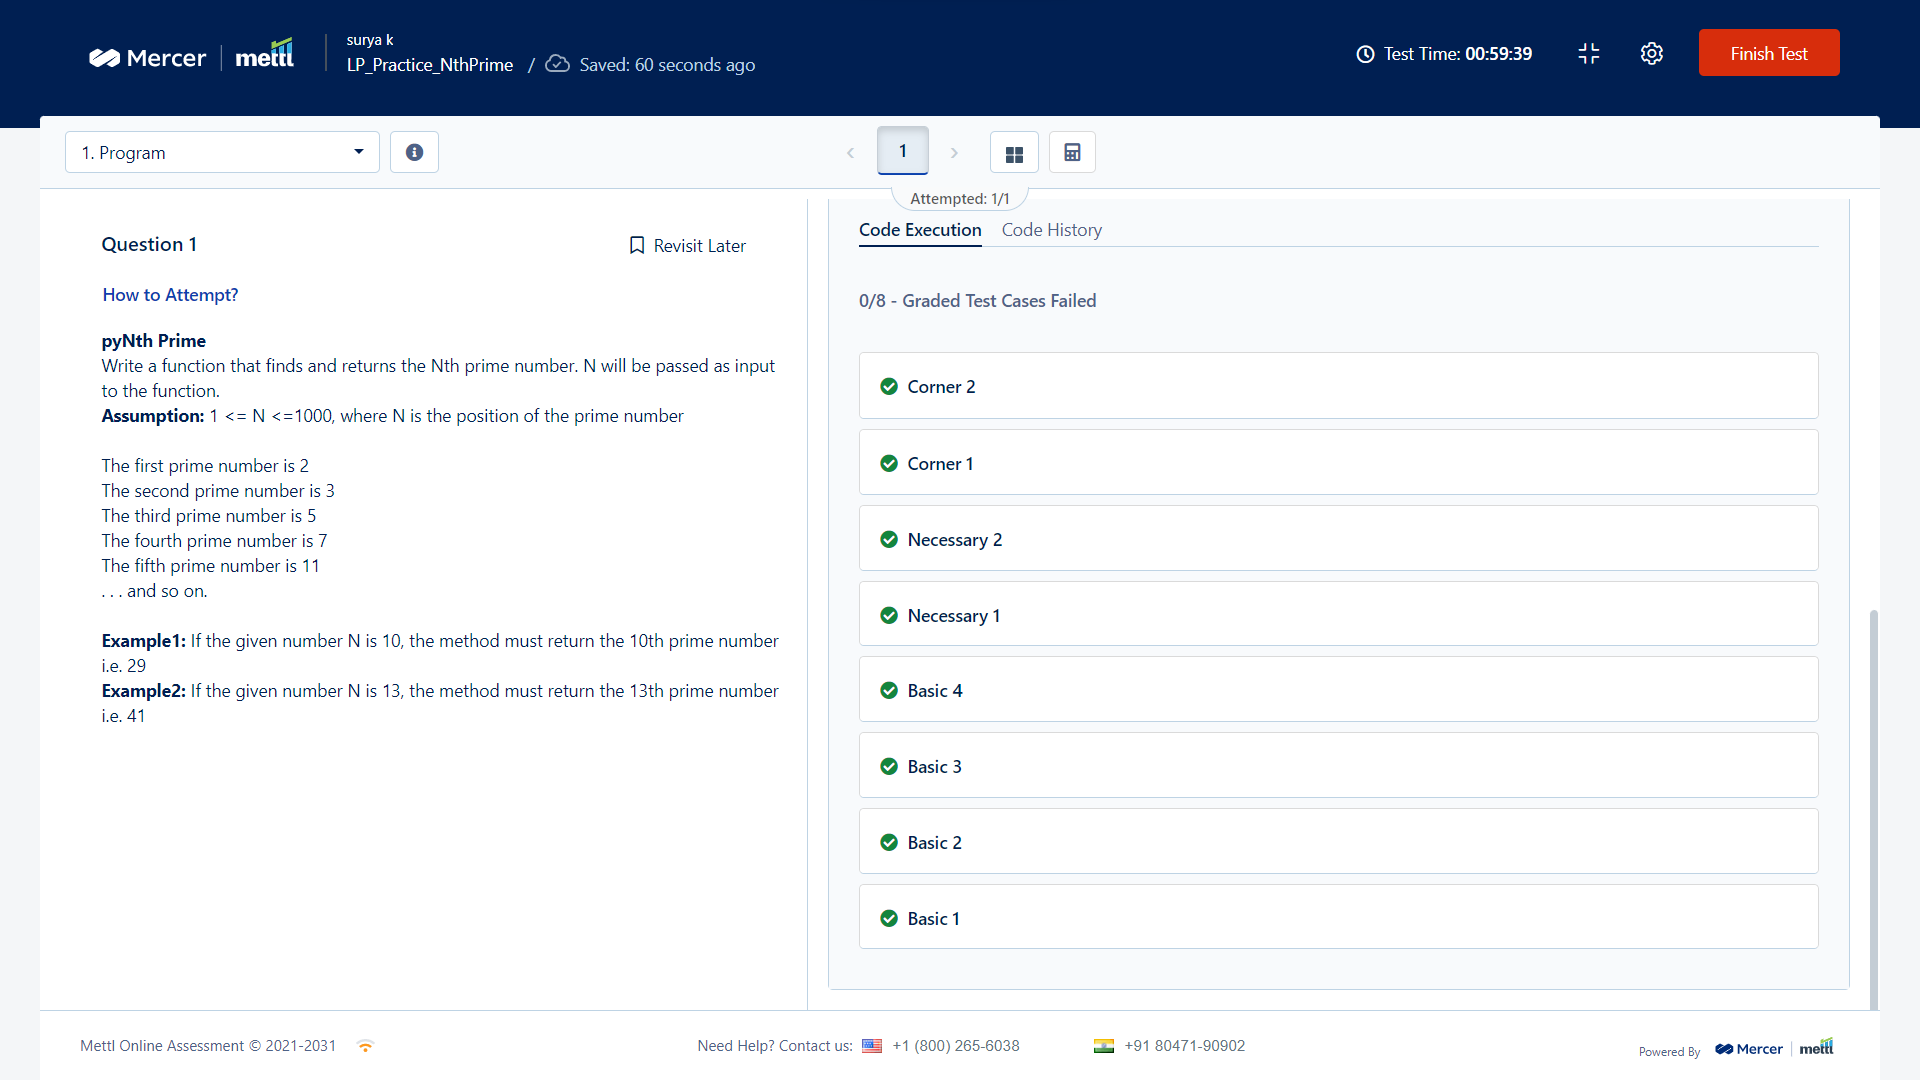 Mercer | mettl
surya k
LP_Practice_NthPrime / Saved: 60 seconds ago
Test Time: 00:59:39
Finish Test
1. Program
1
Attempted: 1/1
Question 1
Revisit Later
How to Attempt?
pyNth Prime
Write a function that finds and returns the Nth prime number. N will be passed as input
to the function.
Assumption: 1 <= N <=1000, where N is the position of the prime number
The first prime number is 2
The second prime number is 3
The third prime number is 5
The fourth prime number is 7
The fifth prime number is 11
. . . and so on.
Example1: If the given number N is 10, the method must return the 10th prime number
i.e. 29
Example2: If the given number N is 13, the method must return the 13th prime number
i.e. 41
Code Execution Code History
0/8 - Graded Test Cases Failed
Corner 2
Corner 1
Necessary 2
Necessary 1
Basic 4
Basic 3
Basic 2
Basic 1
Mettl Online Assessment © 2021-2031
Need Help? Contact us: +1 (800) 265-6038 +91 80471-90902
Powered By Mercer | mettl